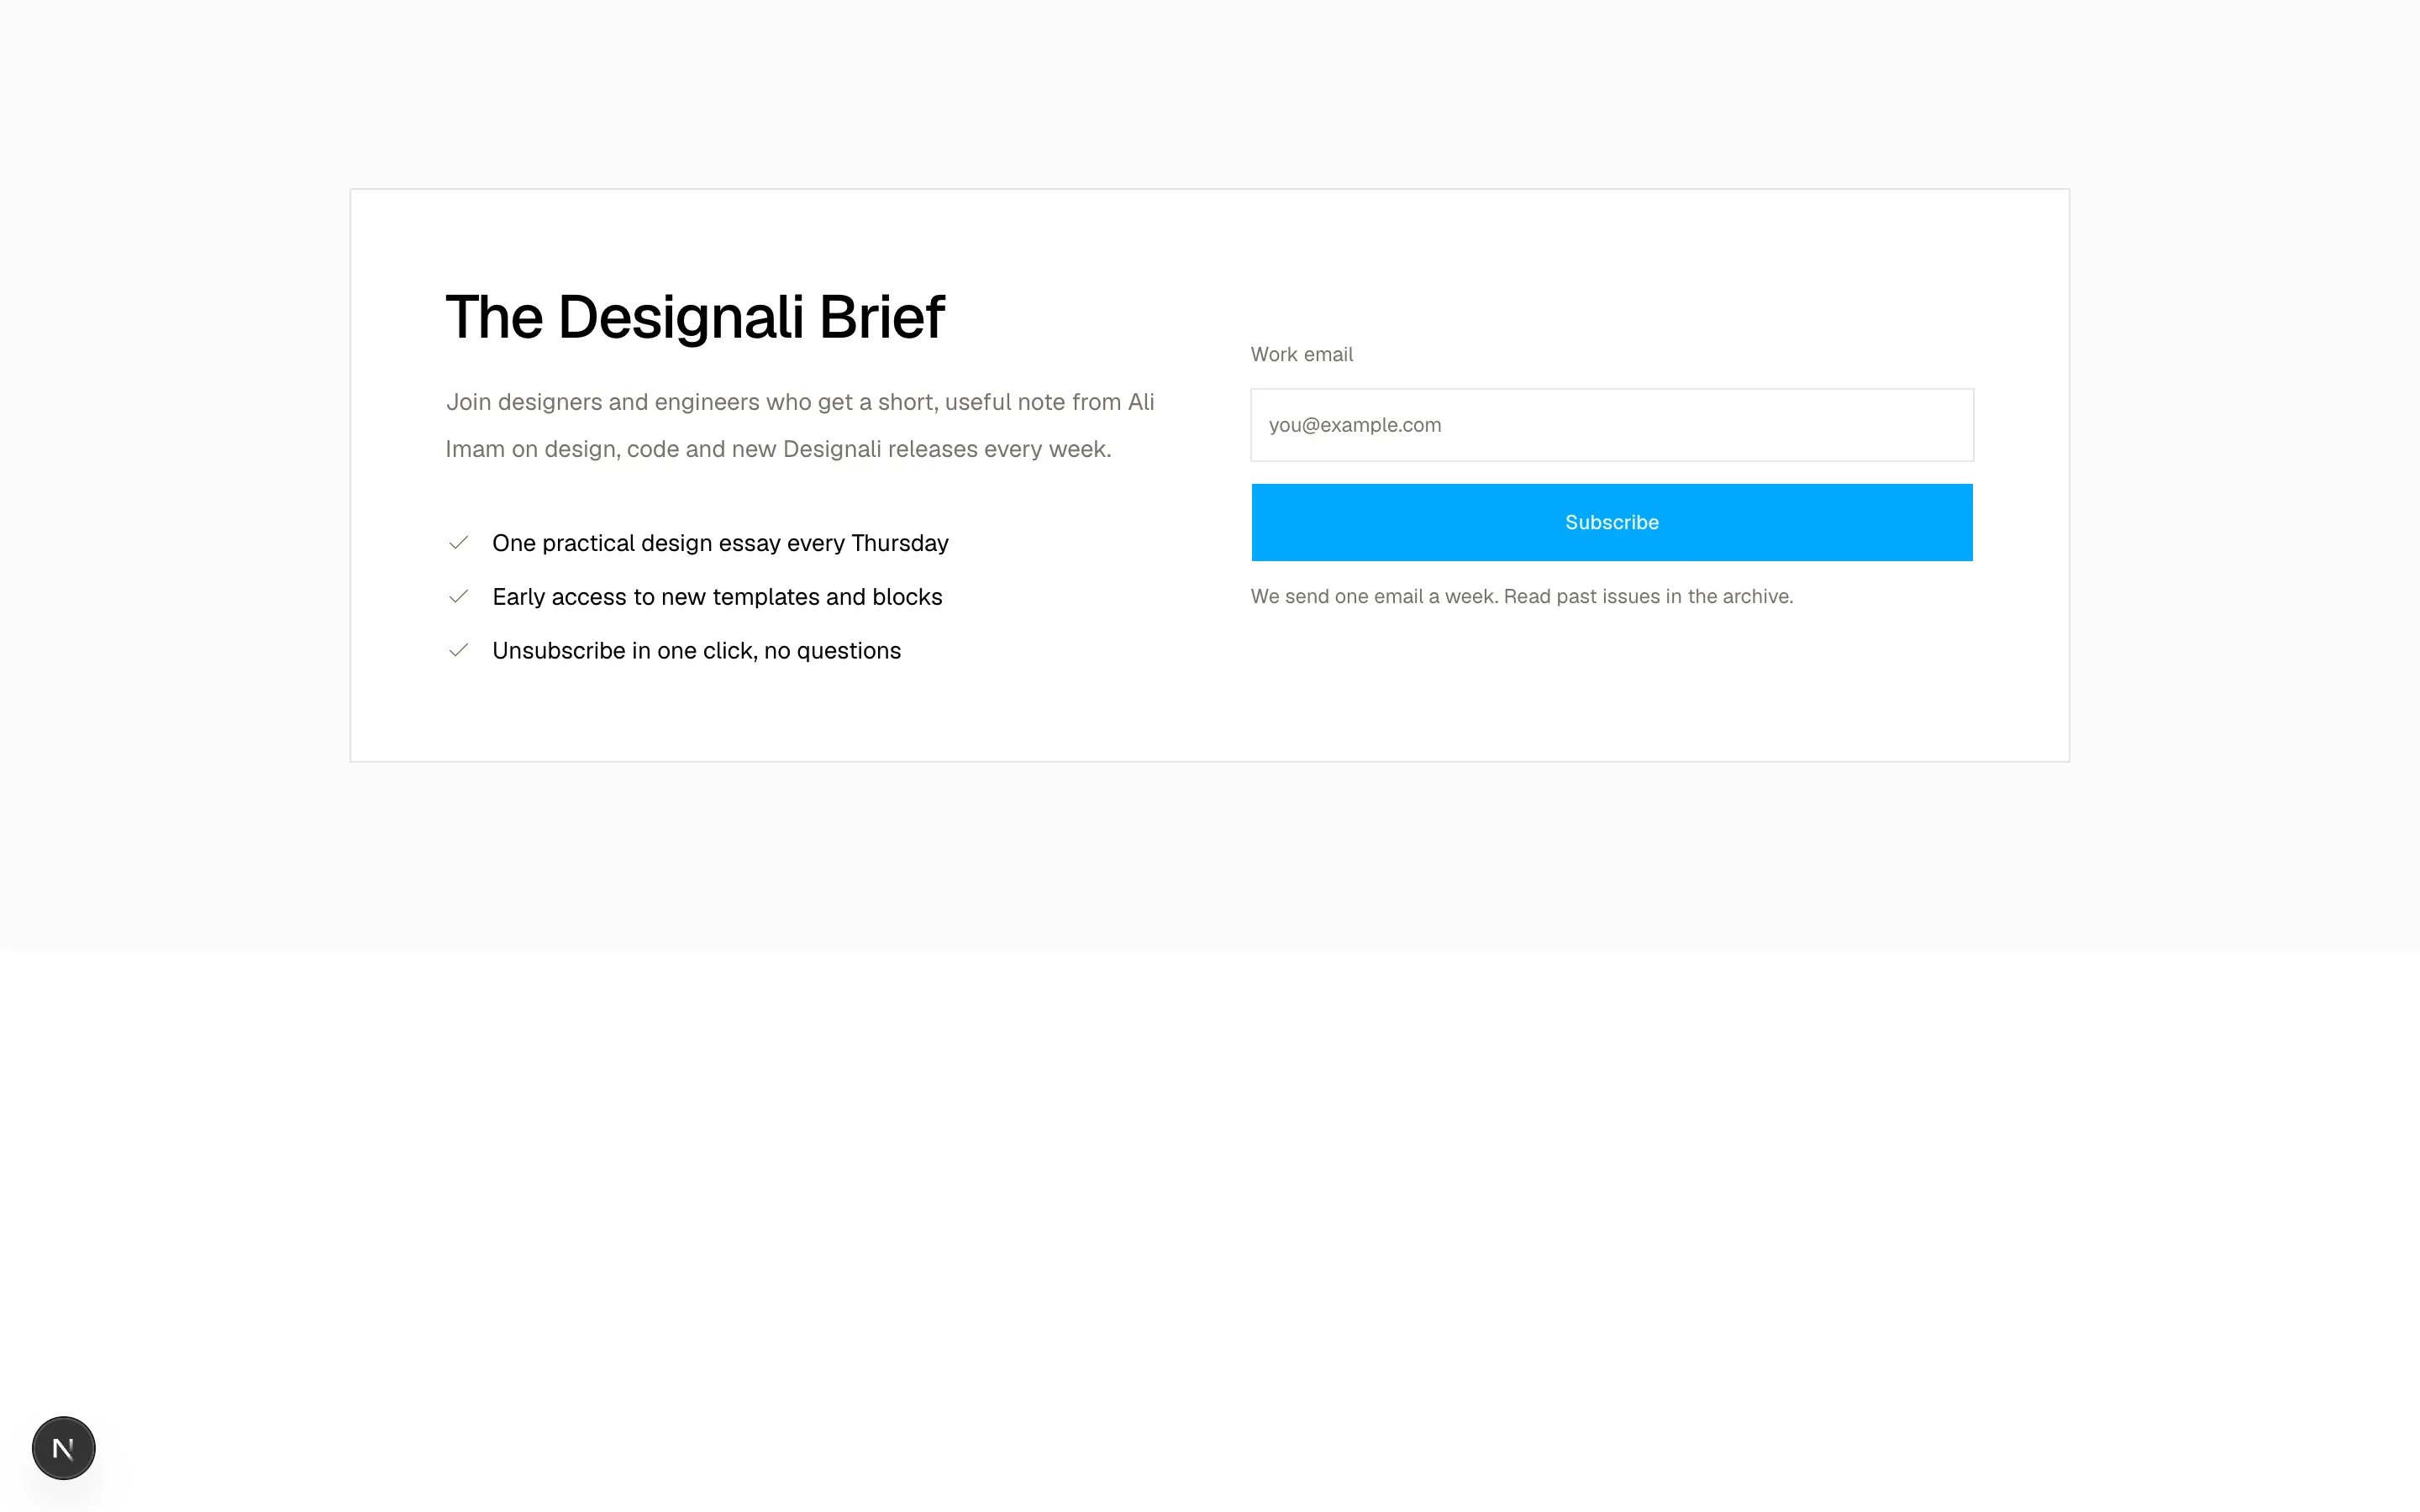 The Designali Brief
Join designers and engineers who get a short, useful note from Ali
Imam on design, code and new Designali releases every week.
One practical design essay every Thursday
Early access to new templates and blocks
Unsubscribe in one click, no questions
Work email
you@example.com
Subscribe
We send one email a week. Read past issues in the archive.
N